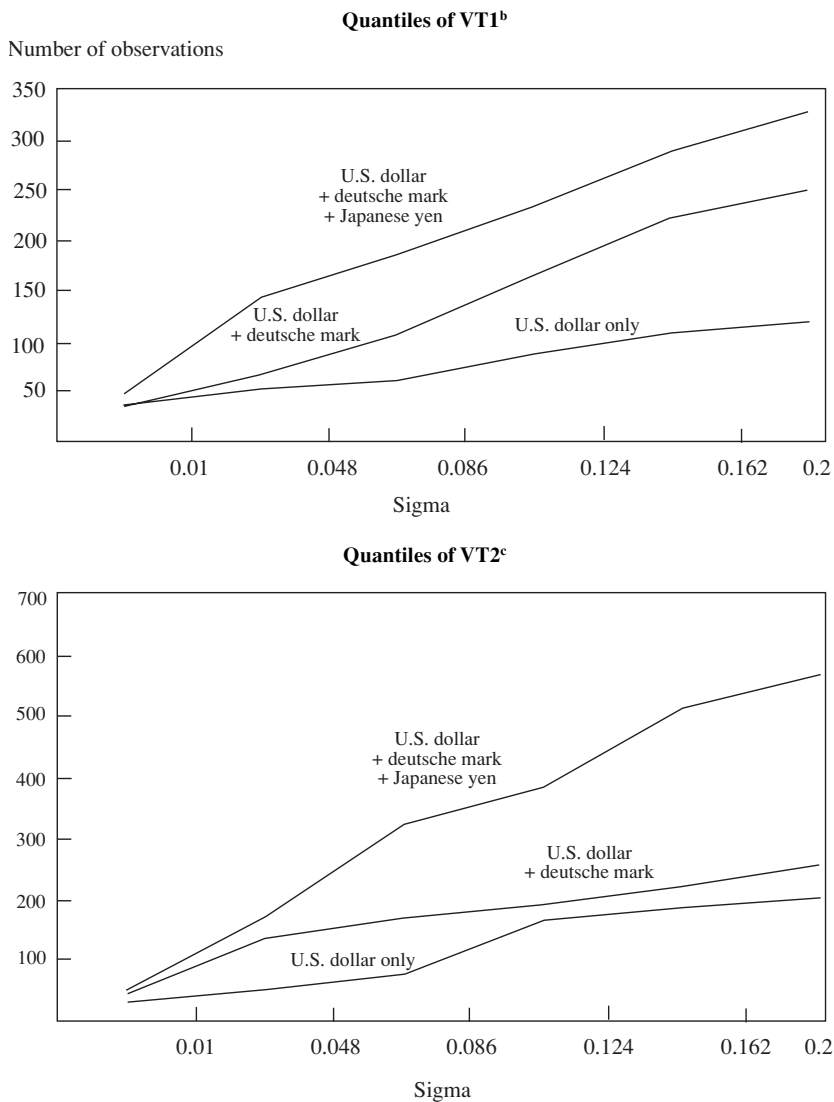 Quantiles of VT1ᵇ
Number of observations
350
300
250
200
150
100
50
U.S. dollar
+ deutsche mark
+ Japanese yen
U.S. dollar
+ deutsche mark
U.S. dollar only
0.01 0.048 0.086 0.124 0.162 0.2
Sigma
Quantiles of VT2ᶜ
700
600
500
400
300
200
100
U.S. dollar
+ deutsche mark
+ Japanese yen
U.S. dollar
+ deutsche mark
U.S. dollar only
0.01 0.048 0.086 0.124 0.162 0.2
Sigma